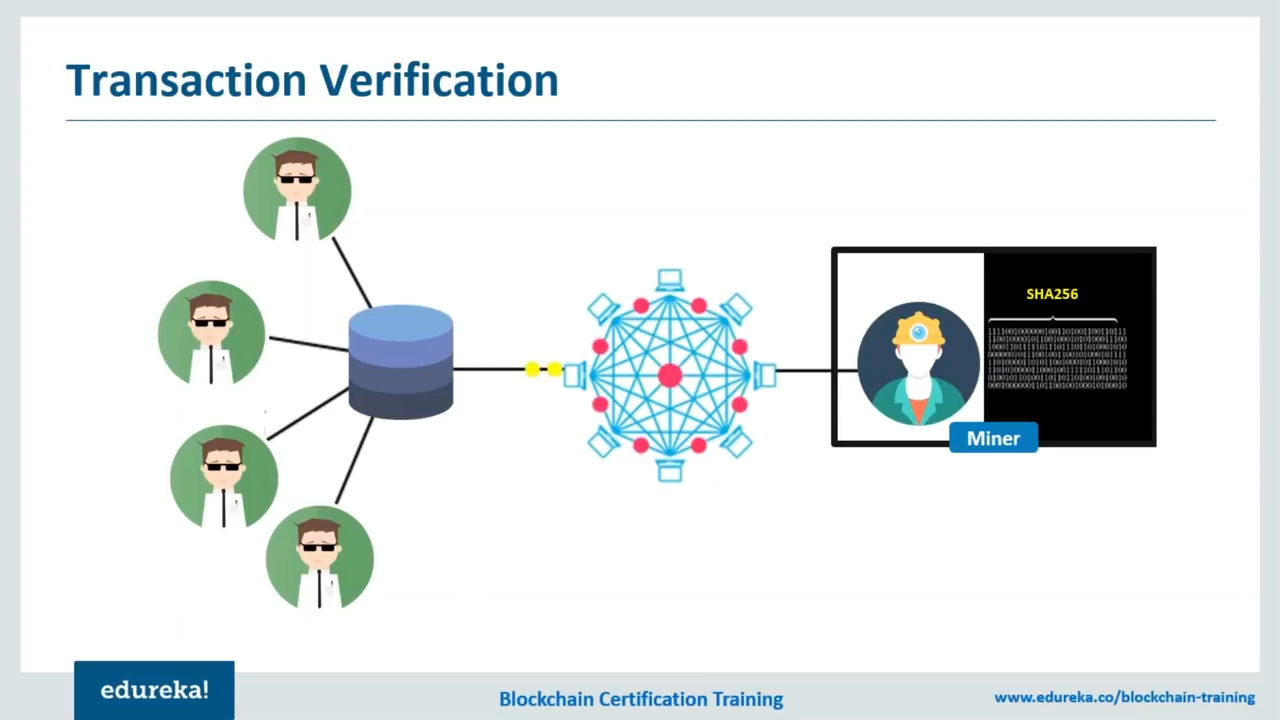 Transaction Verification
SHA256
Miner
edureka!
Blockchain Certification Training
www.edureka.co/blockchain-training